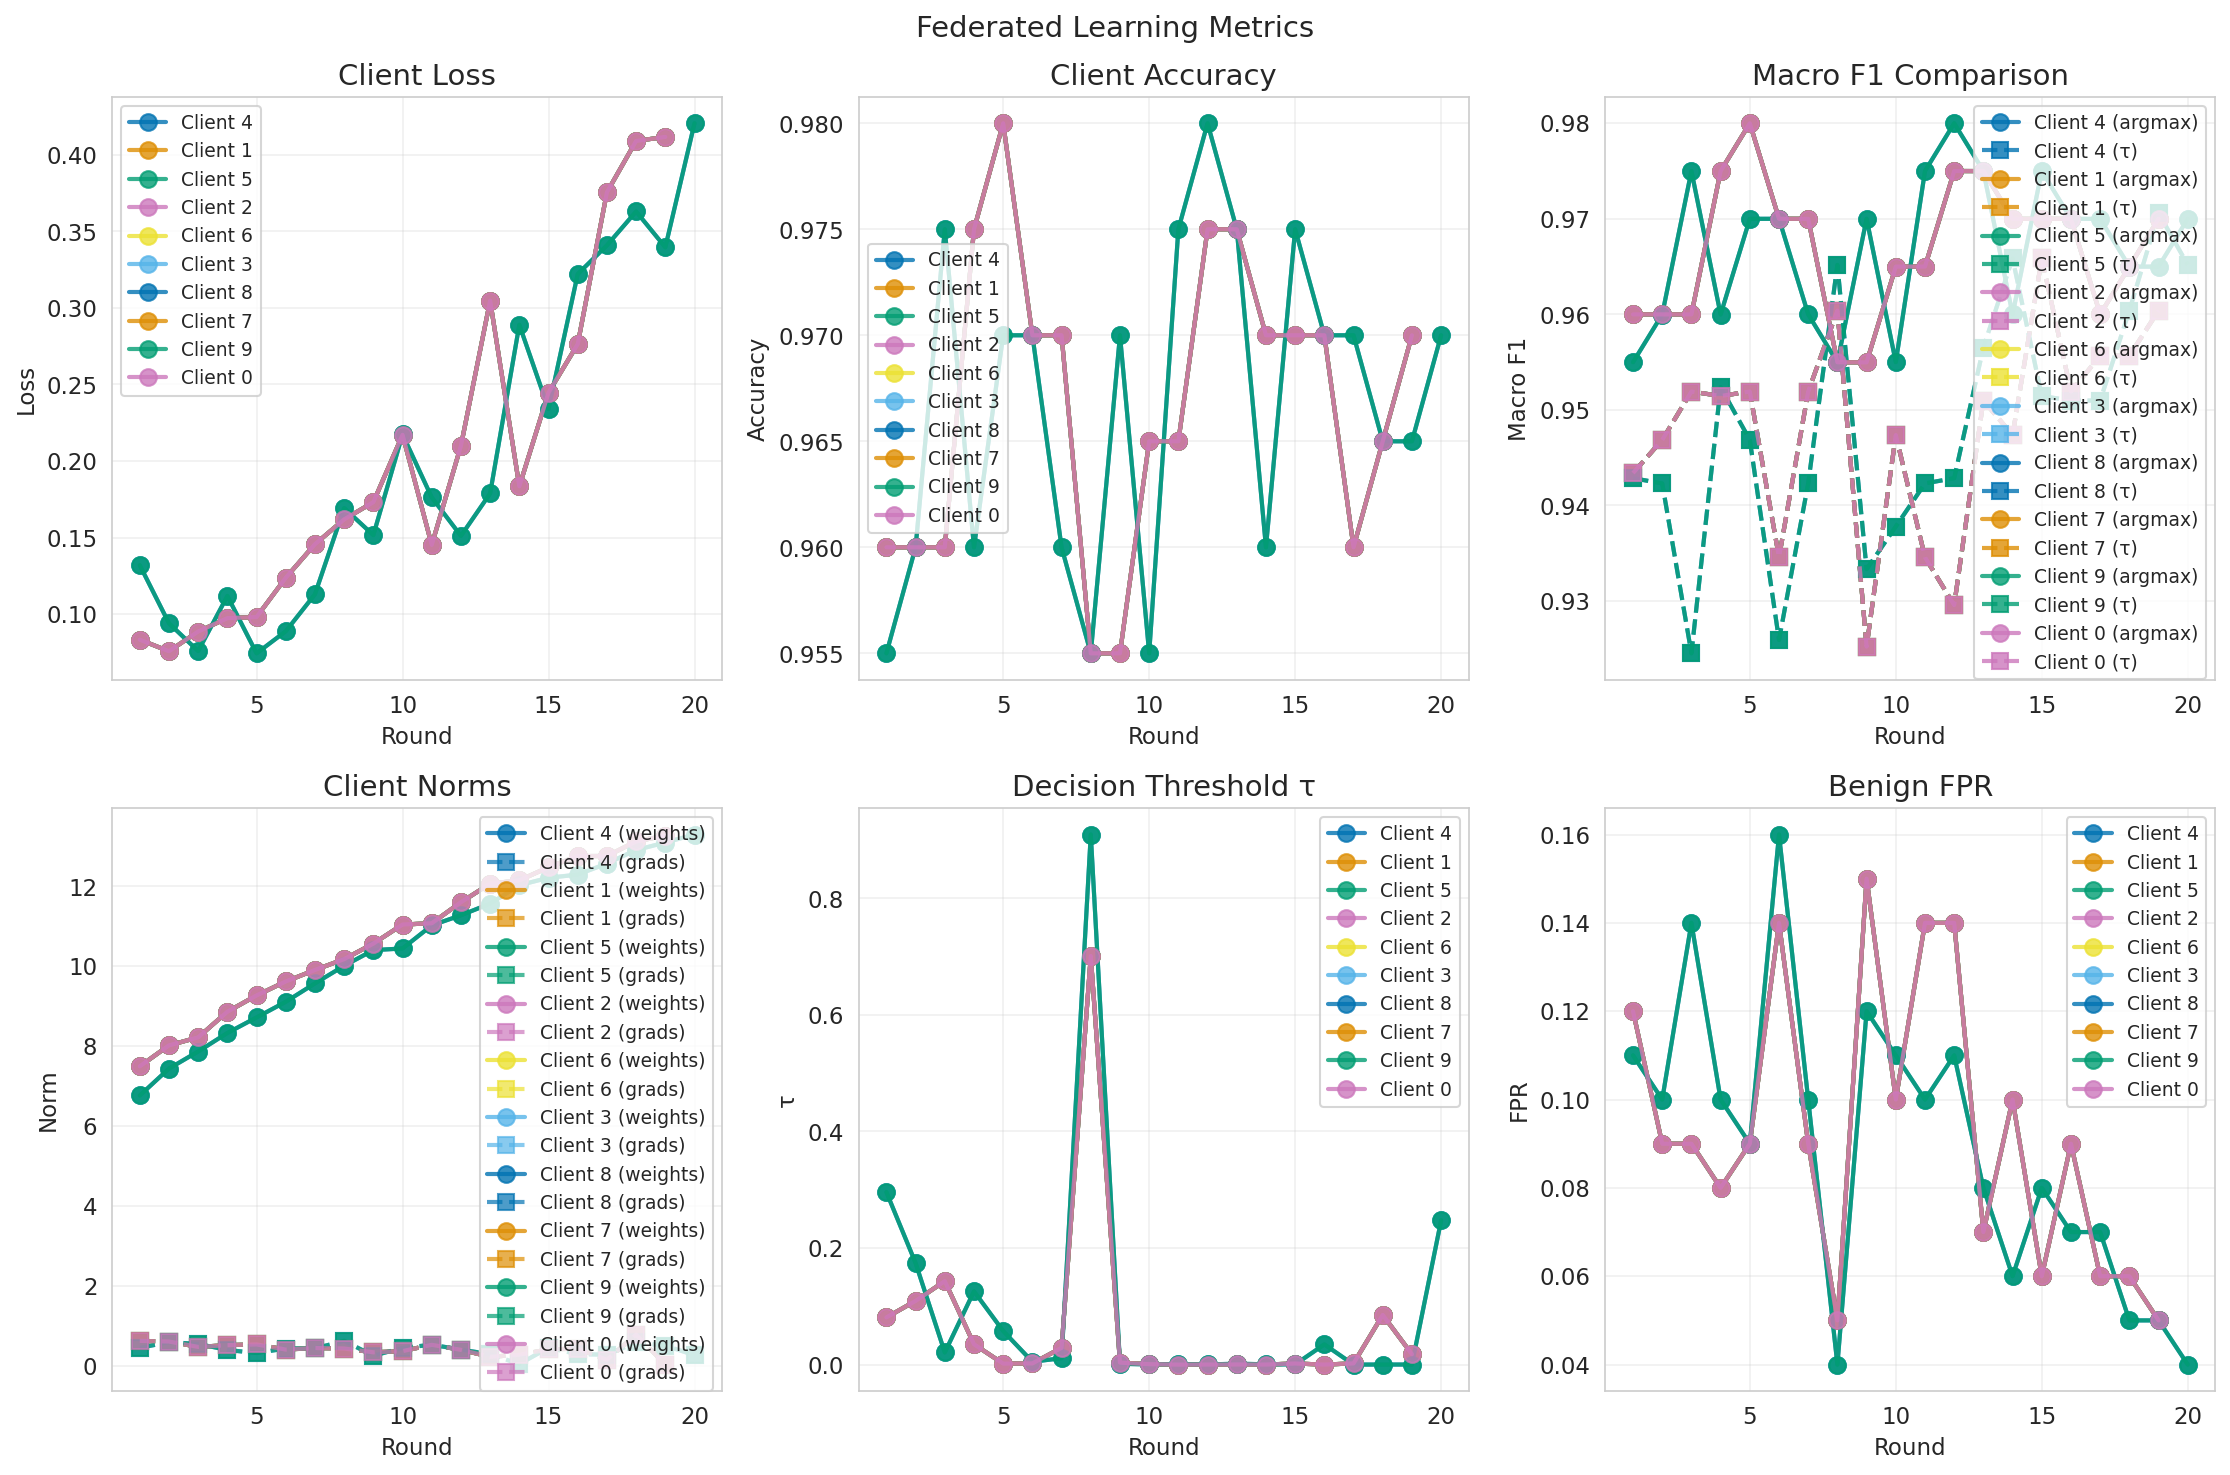 Federated Learning Metrics
Client Loss
Loss
0.40
0.35
0.30
0.25
0.20
0.15
0.10
5
10
15
20
Round
Client 4
Client 1
Client 5
Client 2
Client 6
Client 3
Client 8
Client 7
Client 9
Client 0
Client Accuracy
Accuracy
0.980
0.975
0.970
0.965
0.960
0.955
5
10
15
20
Round
Client 4
Client 1
Client 5
Client 2
Client 6
Client 3
Client 8
Client 7
Client 9
Client 0
Macro F1 Comparison
Macro F1
0.98
0.97
0.96
0.95
0.94
0.93
5
10
15
20
Round
Client 4 (argmax)
Client 4 (τ)
Client 1 (argmax)
Client 1 (τ)
Client 5 (argmax)
Client 5 (τ)
Client 2 (argmax)
Client 2 (τ)
Client 6 (argmax)
Client 6 (τ)
Client 3 (argmax)
Client 3 (τ)
Client 8 (argmax)
Client 8 (τ)
Client 7 (argmax)
Client 7 (τ)
Client 9 (argmax)
Client 9 (τ)
Client 0 (argmax)
Client 0 (τ)
Client Norms
Norm
12
10
8
6
4
2
0
5
10
15
20
Round
Client 4 (weights)
Client 4 (grads)
Client 1 (weights)
Client 1 (grads)
Client 5 (weights)
Client 5 (grads)
Client 2 (weights)
Client 2 (grads)
Client 6 (weights)
Client 6 (grads)
Client 3 (weights)
Client 3 (grads)
Client 8 (weights)
Client 8 (grads)
Client 7 (weights)
Client 7 (grads)
Client 9 (weights)
Client 9 (grads)
Client 0 (weights)
Client 0 (grads)
Decision Threshold τ
τ
0.8
0.6
0.4
0.2
0.0
5
10
15
20
Round
Client 4
Client 1
Client 5
Client 2
Client 6
Client 3
Client 8
Client 7
Client 9
Client 0
Benign FPR
FPR
0.16
0.14
0.12
0.10
0.08
0.06
0.04
5
10
15
20
Round
Client 4
Client 1
Client 5
Client 2
Client 6
Client 3
Client 8
Client 7
Client 9
Client 0